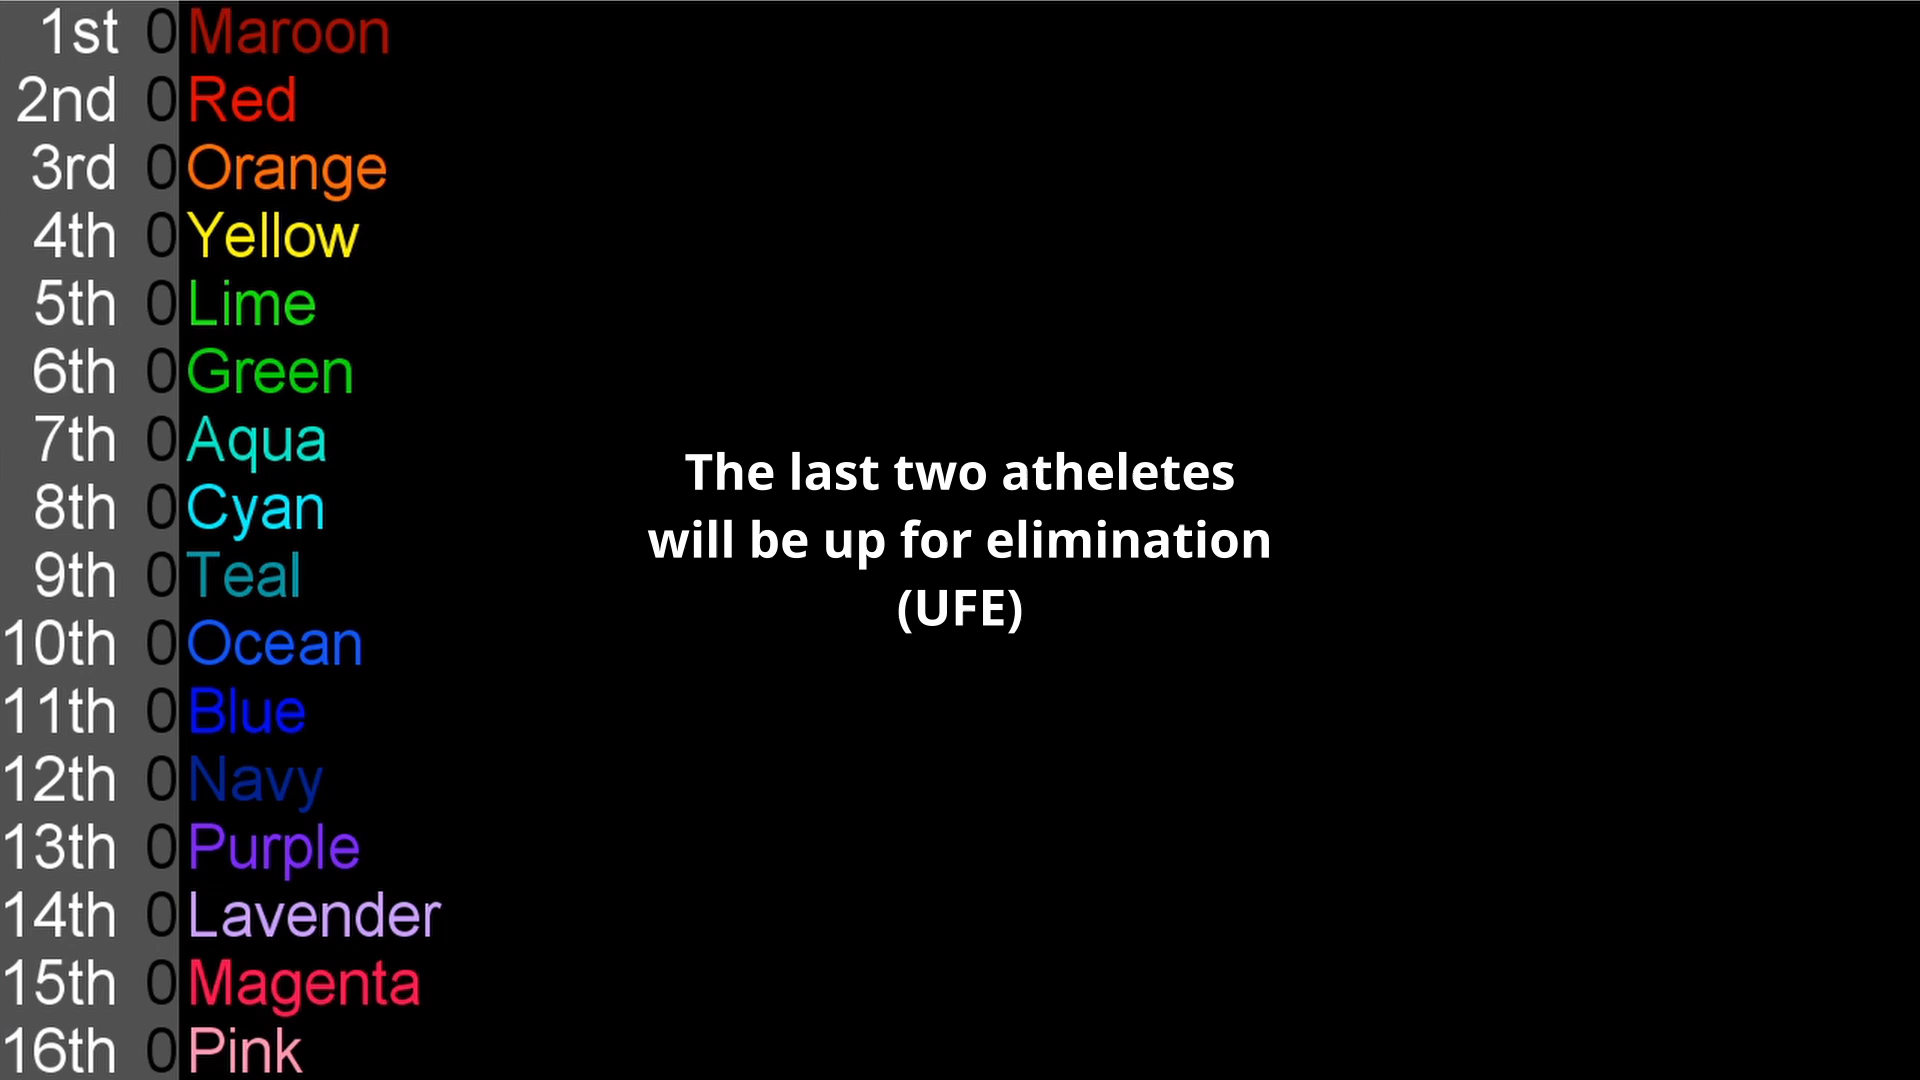 1st 0 Maroon
2nd 0 Red
3rd 0 Orange
4th 0 Yellow
5th 0 Lime
6th 0 Green
7th 0 Aqua
8th 0 Cyan
9th 0 Teal
10th 0 Ocean
11th 0 Blue
12th 0 Navy
13th 0 Purple
14th 0 Lavender
15th 0 Magenta
16th 0 Pink
The last two atheletes
will be up for elimination
(UFE)